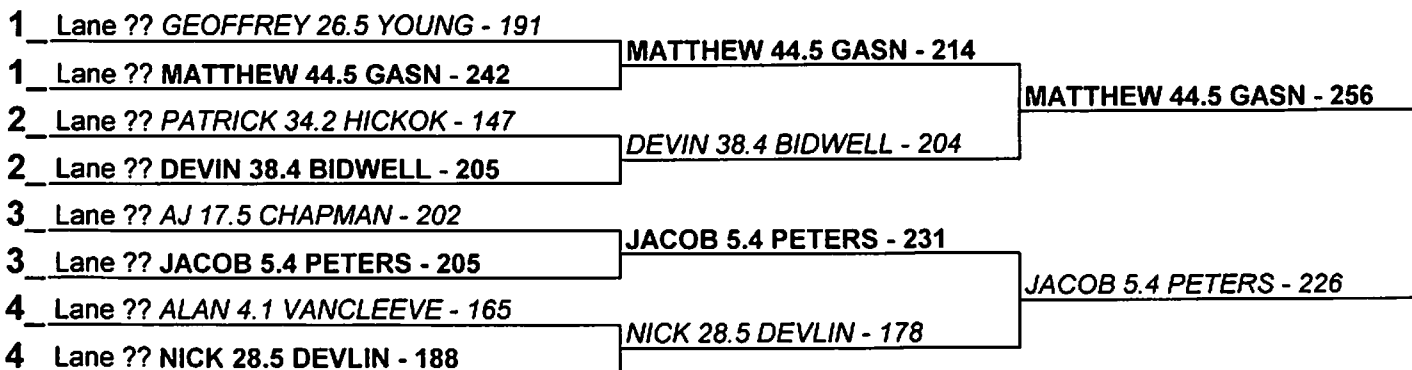 1_ Lane ?? GEOFFREY 26.5 YOUNG - 191
1_ Lane ?? MATTHEW 44.5 GASN - 242
2_ Lane ?? PATRICK 34.2 HICKOK - 147
2_ Lane ?? DEVIN 38.4 BIDWELL - 205
3_ Lane ?? AJ 17.5 CHAPMAN - 202
3_ Lane ?? JACOB 5.4 PETERS - 205
4_ Lane ?? ALAN 4.1 VANCLEEVE - 165
4 Lane ?? NICK 28.5 DEVLIN - 188
MATTHEW 44.5 GASN - 214
DEVIN 38.4 BIDWELL - 204
JACOB 5.4 PETERS - 231
NICK 28.5 DEVLIN - 178
MATTHEW 44.5 GASN - 256
JACOB 5.4 PETERS - 226